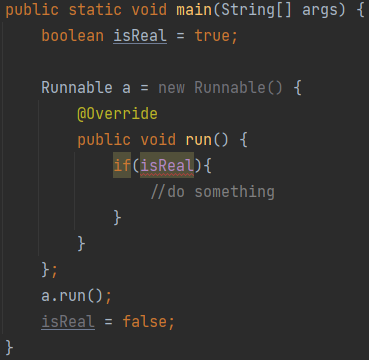 public static void main(String[] args) {
    boolean isReal = true;

    Runnable a = new Runnable() {
        @Override
        public void run() {
            if(isReal){
                //do something
            }
        }
    };
    a.run();
    isReal = false;
}